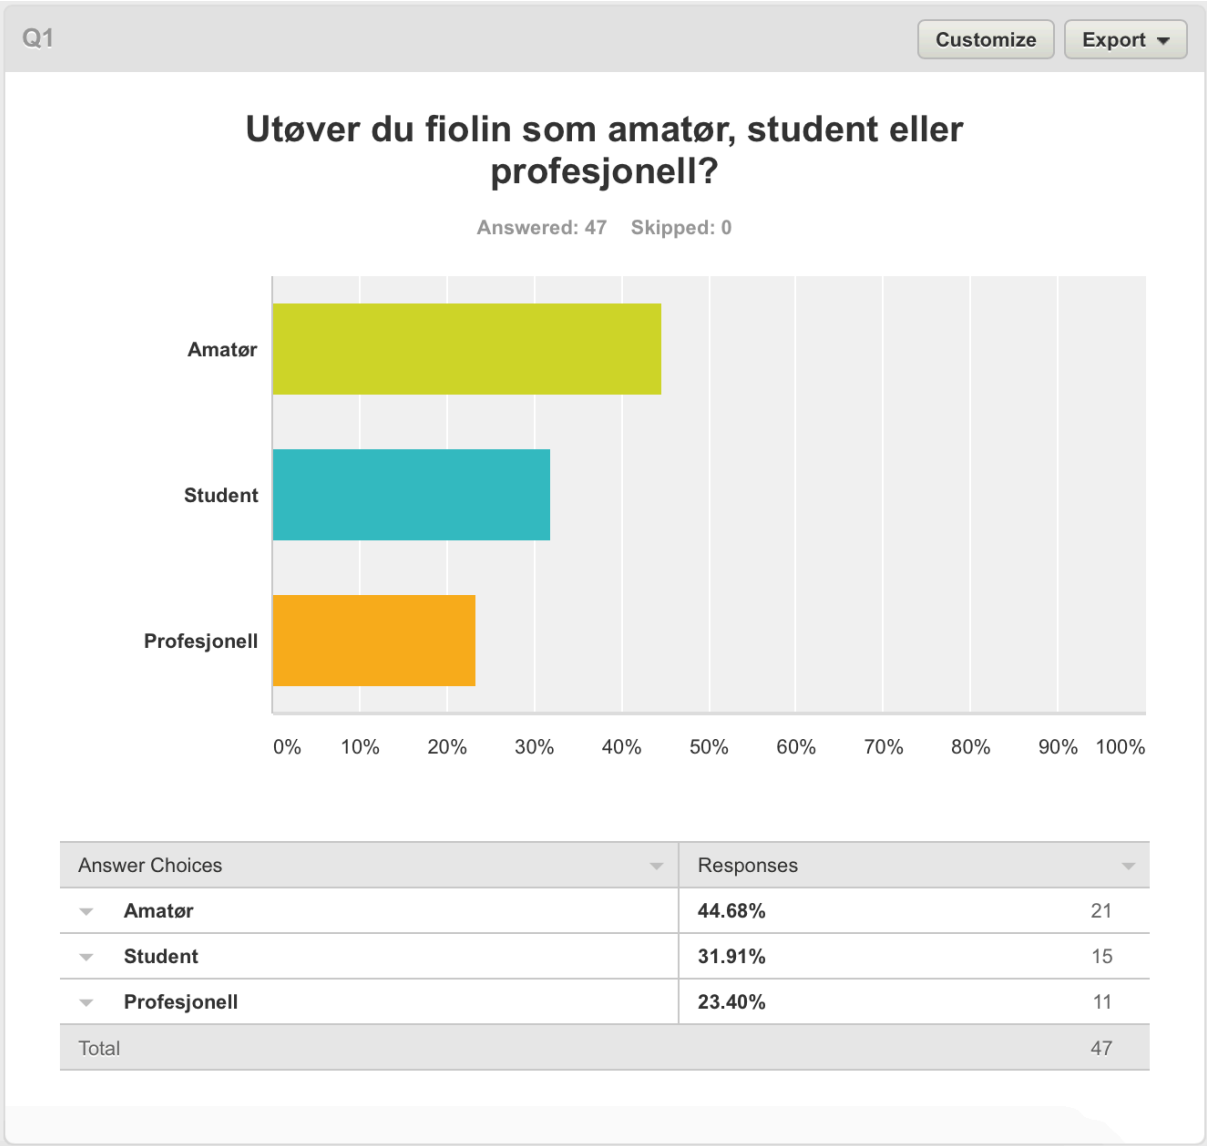 Q1
Customize
Export
Utøver du fiolin som amatør, student eller
profesjonell?
Answered: 47 Skipped: 0
Amatør
Student
Profesjonell
0% 10% 20% 30% 40% 50% 60% 70% 80% 90% 100%
Answer Choices Responses
Amatør 44.68% 21
Student 31.91% 15
Profesjonell 23.40% 11
Total 47